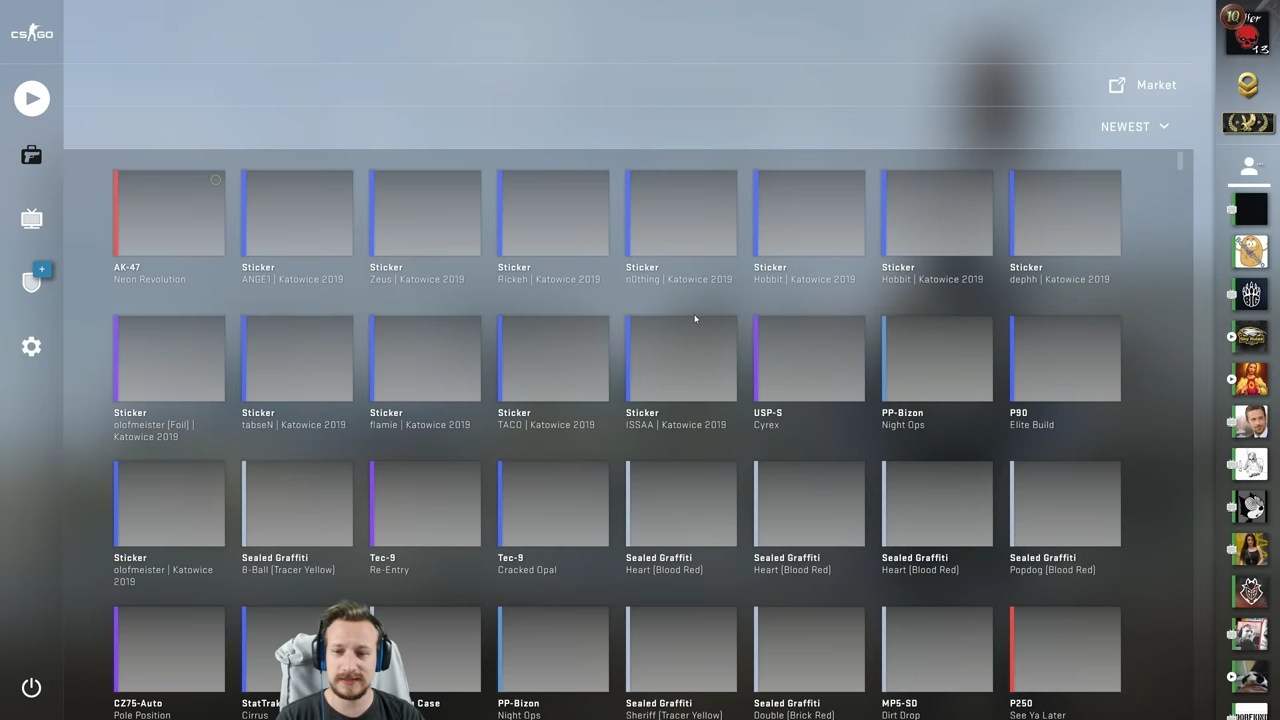 CS GO
Market
NEWEST
AK-47
Neon Revolution
Sticker
ANGE1 | Katowice 2019
Sticker
Zeus | Katowice 2019
Sticker
Rickeh | Katowice 2019
Sticker
n0thing | Katowice 2019
Sticker
Hobbit | Katowice 2019
Sticker
Hobbit | Katowice 2019
Sticker
dephh | Katowice 2019
Sticker
olofmeister (Foil) |
Katowice 2019
Sticker
tabseN | Katowice 2019
Sticker
flamie | Katowice 2019
Sticker
TACO | Katowice 2019
Sticker
ISSAA | Katowice 2019
USP-S
Cyrex
PP-Bizon
Night Ops
P90
Elite Build
Sticker
olofmeister | Katowice
2019
Sealed Graffiti
8-Ball (Tracer Yellow)
Tec-9
Re-Entry
Tec-9
Cracked Opal
Sealed Graffiti
Heart (Blood Red)
Sealed Graffiti
Heart (Blood Red)
Sealed Graffiti
Heart (Blood Red)
Sealed Graffiti
Popdog (Blood Red)
CZ75-Auto
Pole Position
StatTrak
Cirrus
Case
PP-Bizon
Night Ops
Sealed Graffiti
Sheriff (Tracer Yellow)
Sealed Graffiti
Double (Brick Red)
MP5-SD
Dirt Drop
P250
See Ya Later
10
13